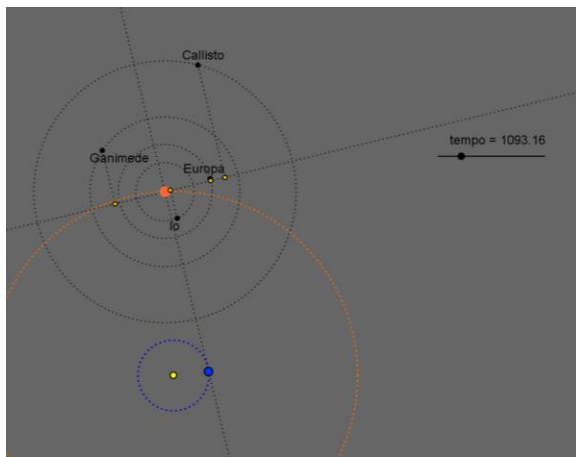 Callisto
tempo = 1093.16
Ganimede
Europa
Io